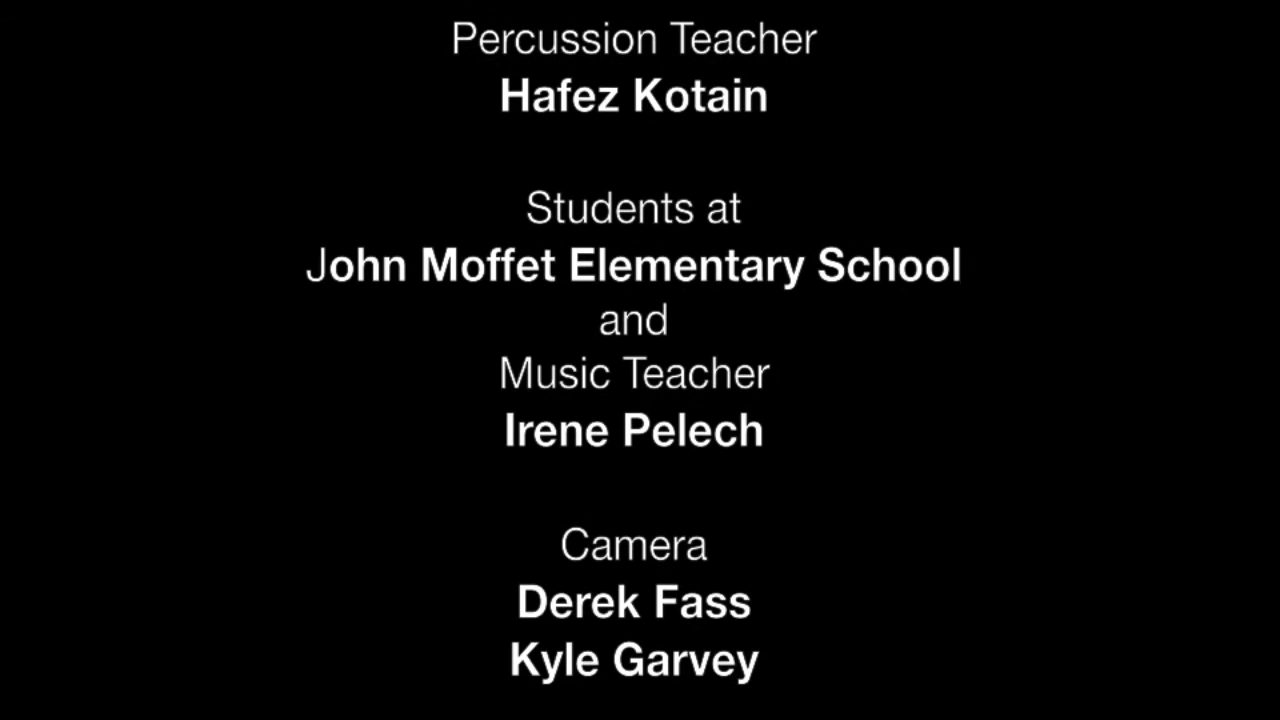 Percussion Teacher
Hafez Kotain
Students at
John Moffet Elementary School
and
Music Teacher
Irene Pelech
Camera
Derek Fass
Kyle Garvey